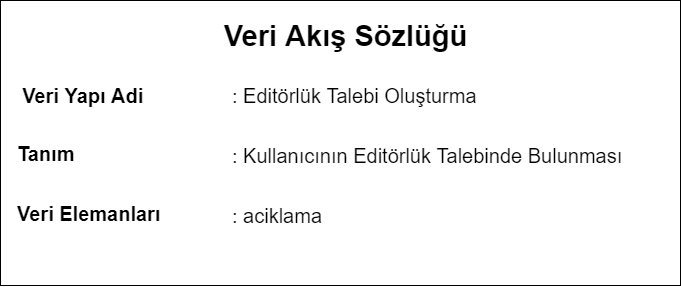 Veri Akış Sözlüğü
Veri Yapı Adi : Editörlük Talebi Oluşturma
Tanım : Kullanıcının Editörlük Talebinde Bulunması
Veri Elemanları : aciklama